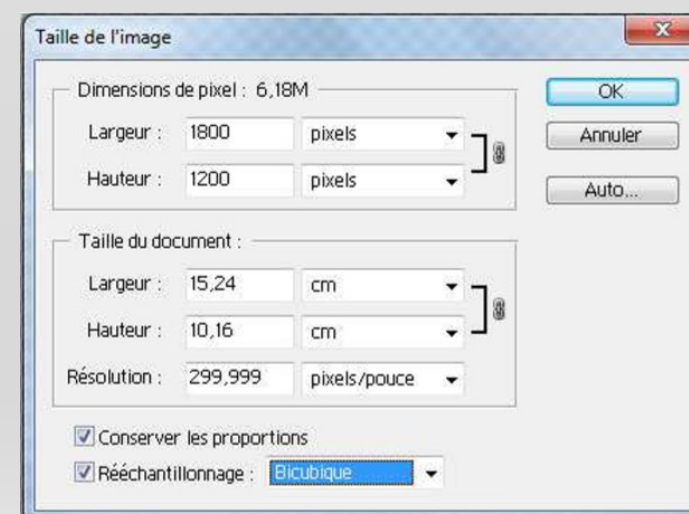 Taille de l'image
Dimensions de pixel : 6,18M
Largeur : 1800 pixels
Hauteur : 1200 pixels
OK
Annuler
Auto...
Taille du document :
Largeur : 15,24 cm
Hauteur : 10,16 cm
Résolution : 299,999 pixels/pouce
Conserver les proportions
Rééchantillonnage : Bicubique